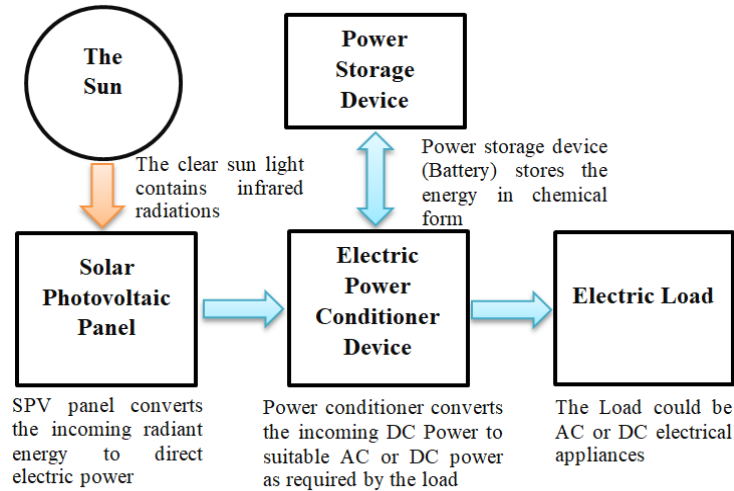 The
Sun
Power
Storage
Device
The clear sun light
contains infrared
radiations
Power storage device
(Battery) stores the
energy in chemical
form
Solar
Photovoltaic
Panel
Electric
Power
Conditioner
Device
Electric Load
SPV panel converts
the incoming radiant
energy to direct
electric power
Power conditioner converts
the incoming DC Power to
suitable AC or DC power
as required by the load
The Load could be
AC or DC electrical
appliances